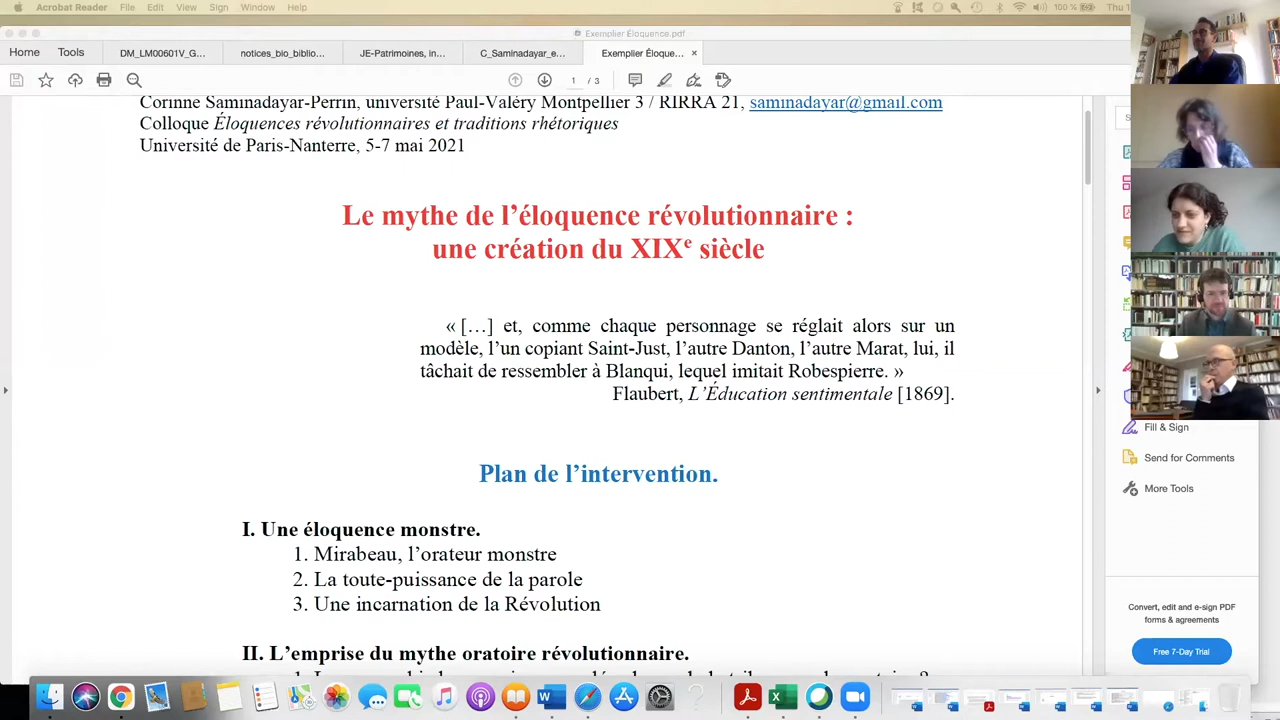 Acrobat Reader File Edit View Sign Window Help
100%
Thu 1
Exemplier Éloquence.pdf
Home Tools DM_LM00601V_G... notices_bio_biblio... JE-Patrimoines, in... C_Saminadayar_e... Exemplier Éloque... ×
1 / 3
Corinne Saminadayar-Perrin, université Paul-Valéry Montpellier 3 / RIRRA 21, saminadayar@gmail.com
Colloque Éloquences révolutionnaires et traditions rhétoriques
Université de Paris-Nanterre, 5-7 mai 2021
Le mythe de l’éloquence révolutionnaire :
une création du XIXe siècle
« […] et, comme chaque personnage se réglait alors sur un
modèle, l’un copiant Saint-Just, l’autre Danton, l’autre Marat, lui, il
tâchait de ressembler à Blanqui, lequel imitait Robespierre. »
Flaubert, L’Éducation sentimentale [1869].
Plan de l’intervention.
I. Une éloquence monstre.
1. Mirabeau, l’orateur monstre
2. La toute-puissance de la parole
3. Une incarnation de la Révolution
II. L’emprise du mythe oratoire révolutionnaire.
Fill & Sign
Send for Comments
More Tools
Convert, edit and e-sign PDF
forms & agreements
Free 7-Day Trial